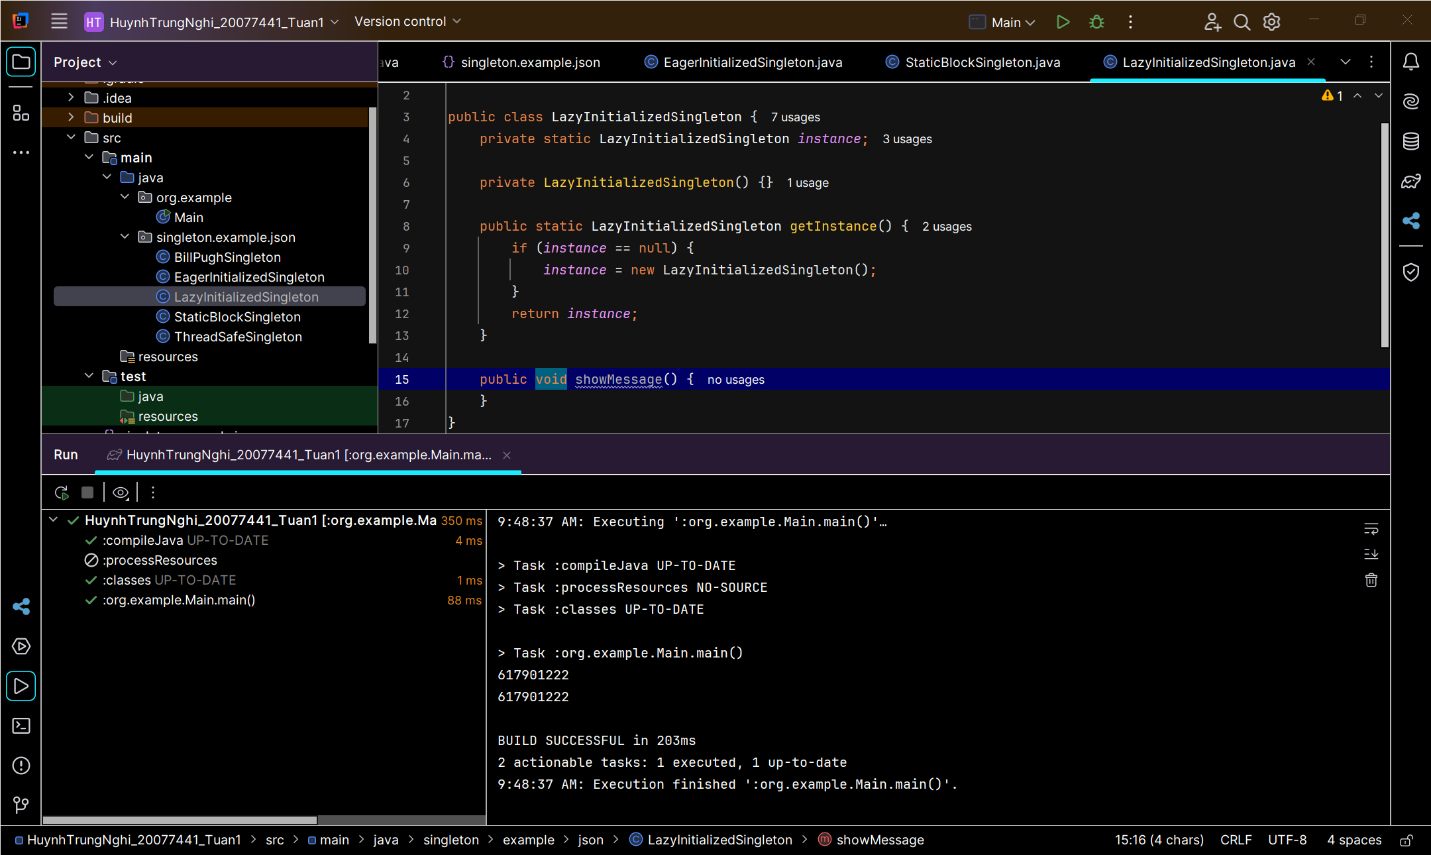 HT HuynhTrungNghi_20077441_Tuan1 Version control Main
Project
ava singleton.example.json EagerInitializedSingleton.java StaticBlockSingleton.java LazyInitializedSingleton.java
.idea
build
src
main
java
org.example
Main
singleton.example.json
BillPughSingleton
EagerInitializedSingleton
LazyInitializedSingleton
StaticBlockSingleton
ThreadSafeSingleton
resources
test
java
resources
1
2
3 public class LazyInitializedSingleton { 7 usages
4 private static LazyInitializedSingleton instance; 3 usages
5
6 private LazyInitializedSingleton() {} 1 usage
7
8 public static LazyInitializedSingleton getInstance() { 2 usages
9 if (instance == null) {
10 instance = new LazyInitializedSingleton();
11 }
12 return instance;
13 }
14
15 public void showMessage() { no usages
16 }
17 }
Run HuynhTrungNghi_20077441_Tuan1 [:org.example.Main.ma...
HuynhTrungNghi_20077441_Tuan1 [:org.example.Ma 350 ms
:compileJava UP-TO-DATE 4 ms
:processResources
:classes UP-TO-DATE 1 ms
:org.example.Main.main() 88 ms
9:48:37 AM: Executing ':org.example.Main.main()'…
> Task :compileJava UP-TO-DATE
> Task :processResources NO-SOURCE
> Task :classes UP-TO-DATE
> Task :org.example.Main.main()
617901222
617901222
BUILD SUCCESSFUL in 203ms
2 actionable tasks: 1 executed, 1 up-to-date
9:48:37 AM: Execution finished ':org.example.Main.main()'.
HuynhTrungNghi_20077441_Tuan1 > src > main > java > singleton > example > json > LazyInitializedSingleton > showMessage 15:16 (4 chars) CRLF UTF-8 4 spaces